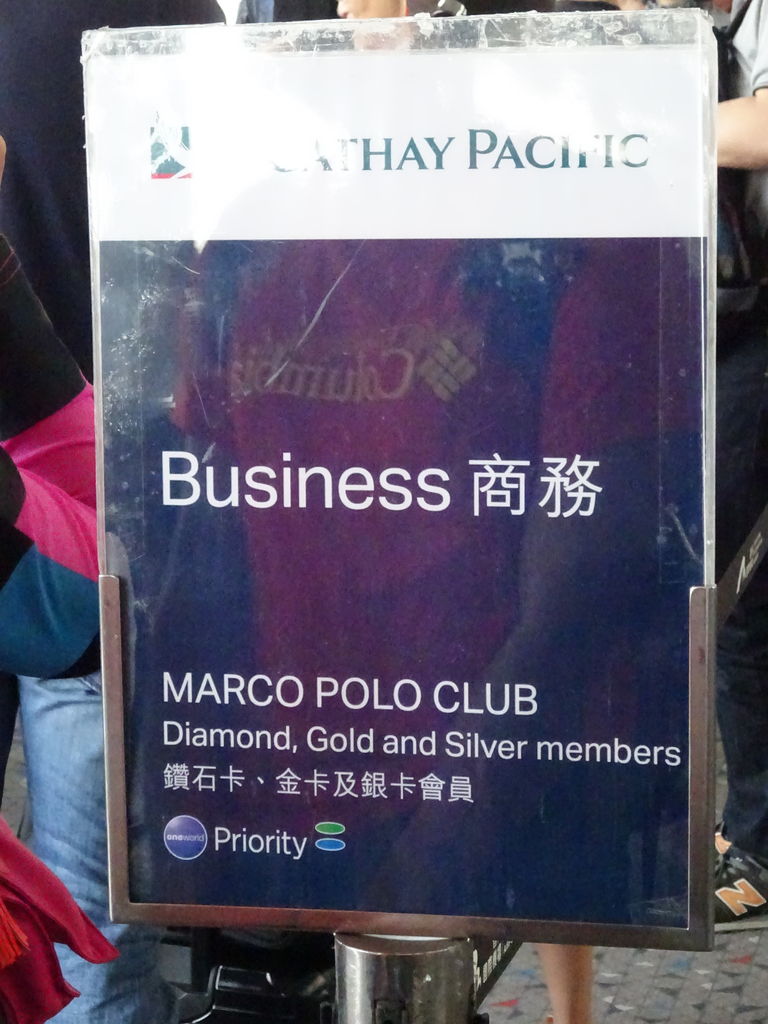 CATHAY PACIFIC
Columbia
Business 商務
MARCO POLO CLUB
Diamond, Gold and Silver members
鑽石卡、金卡及銀卡會員
oneworld Priority
N